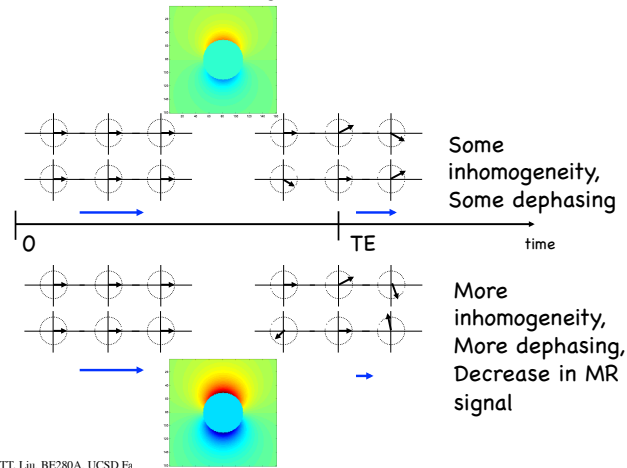 Some
inhomogeneity,
Some dephasing
0
TE
time
More
inhomogeneity,
More dephasing,
Decrease in MR
signal
TT. Liu, BE280A, UCSD Fa